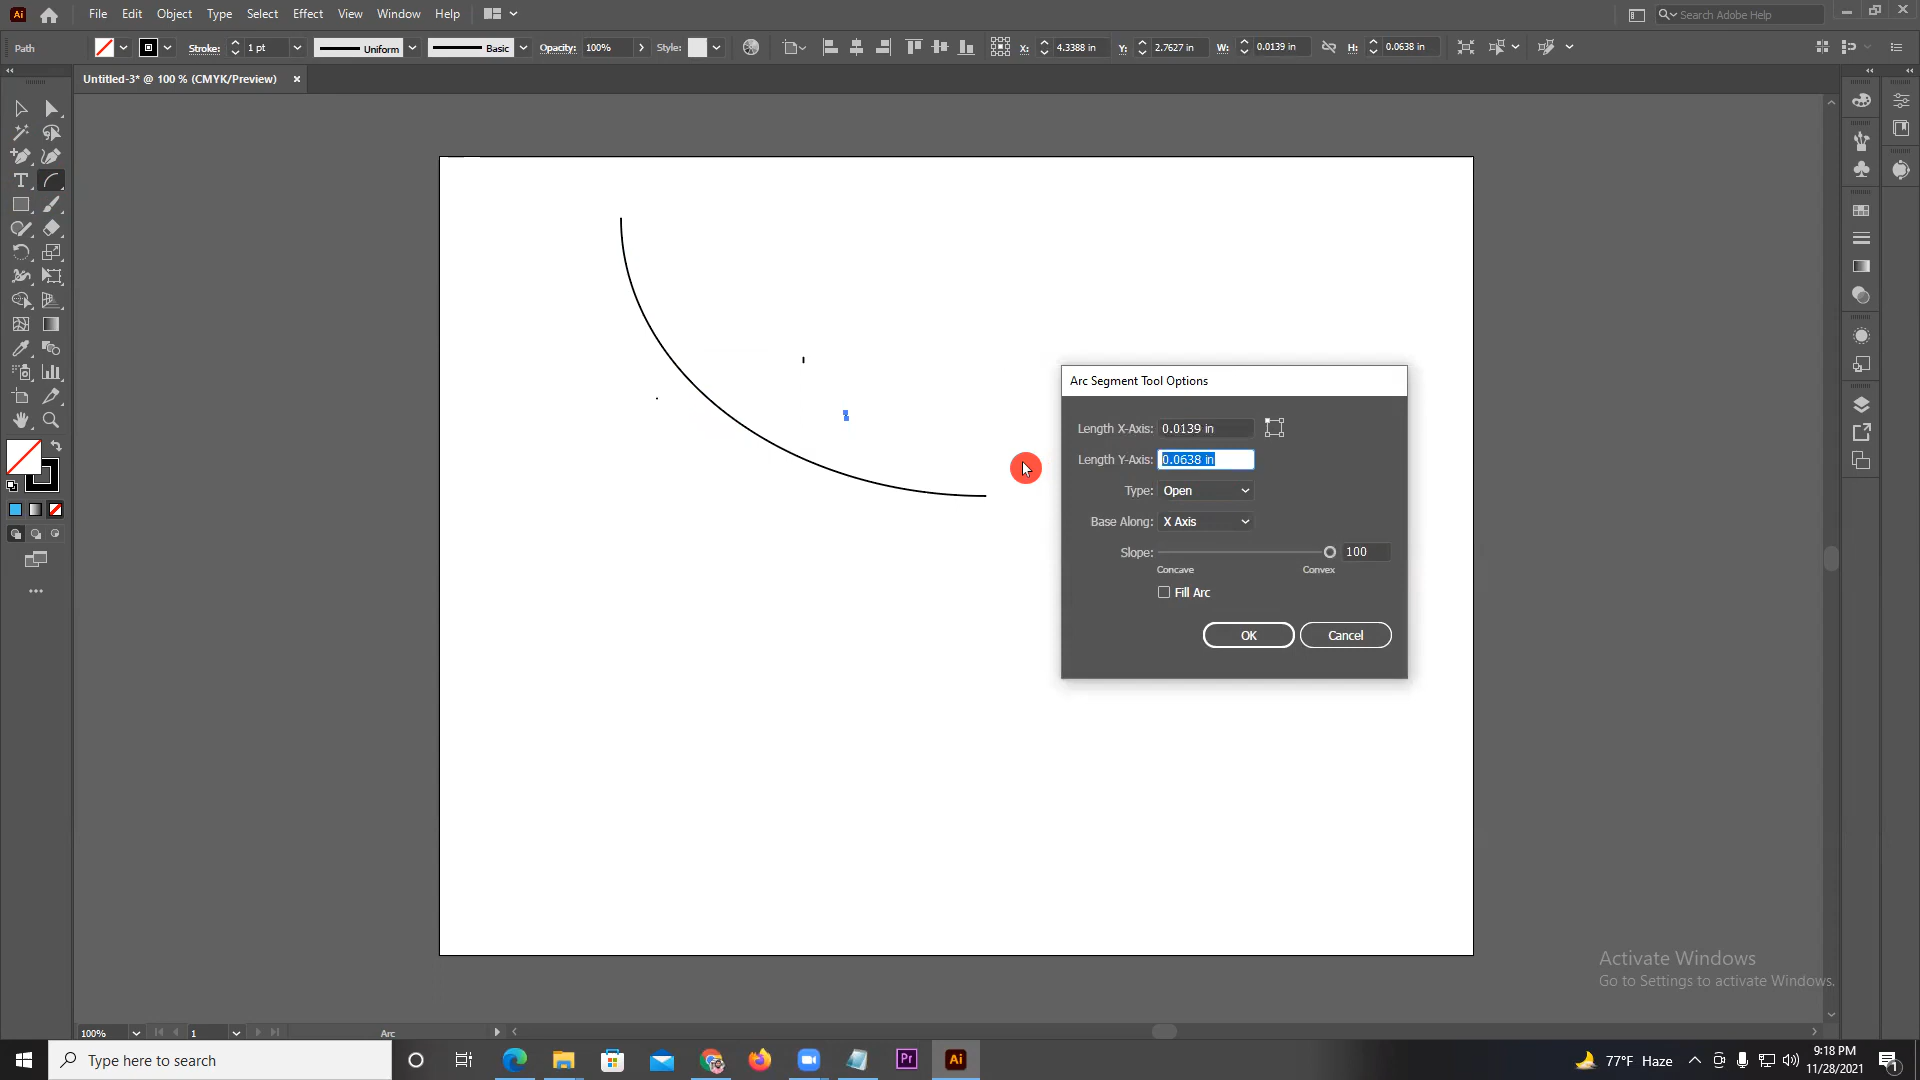 Ai File Edit Object Type Select Effect View Window Help Search Adobe Help
Path Stroke: 1 pt Uniform Basic Opacity: 100% Style: X: 4.3388 in Y: 2.7627 in W: 0.0139 in H: 0.0638 in
Untitled-3* @ 100 % (CMYK/Preview) ×
Arc Segment Tool Options
Length X-Axis: 0.0139 in
Length Y-Axis: 0.0638 in
Type: Open
Base Along: X Axis
Slope: 100
Concave Convex
Fill Arc
OK Cancel
Activate Windows
Go to Settings to activate Windows.
100% 1 Arc
Type here to search Pr Ai 77°F Haze 9:18 PM
11/28/2021 1